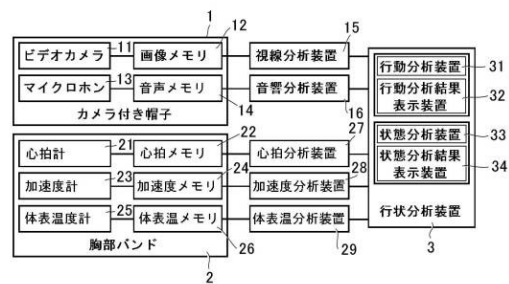 1
12
15
ビデオカメラ
11
画像メモリ
視線分析装置
マイクロホン
13
音声メモリ
音響分析装置
カメラ付き帽子
14
16
行動分析装置
31
行動分析結果
表示装置
32
21
22
27
心拍計
心拍メモリ
心拍分析装置
状態分析装置
33
状態分析結果
表示装置
34
23
24
28
加速度計
加速度メモリ
加速度分析装置
25
体表温度計
体表温メモリ
体表温分析装置
行状分析装置
胸部バンド
26
29
3
2